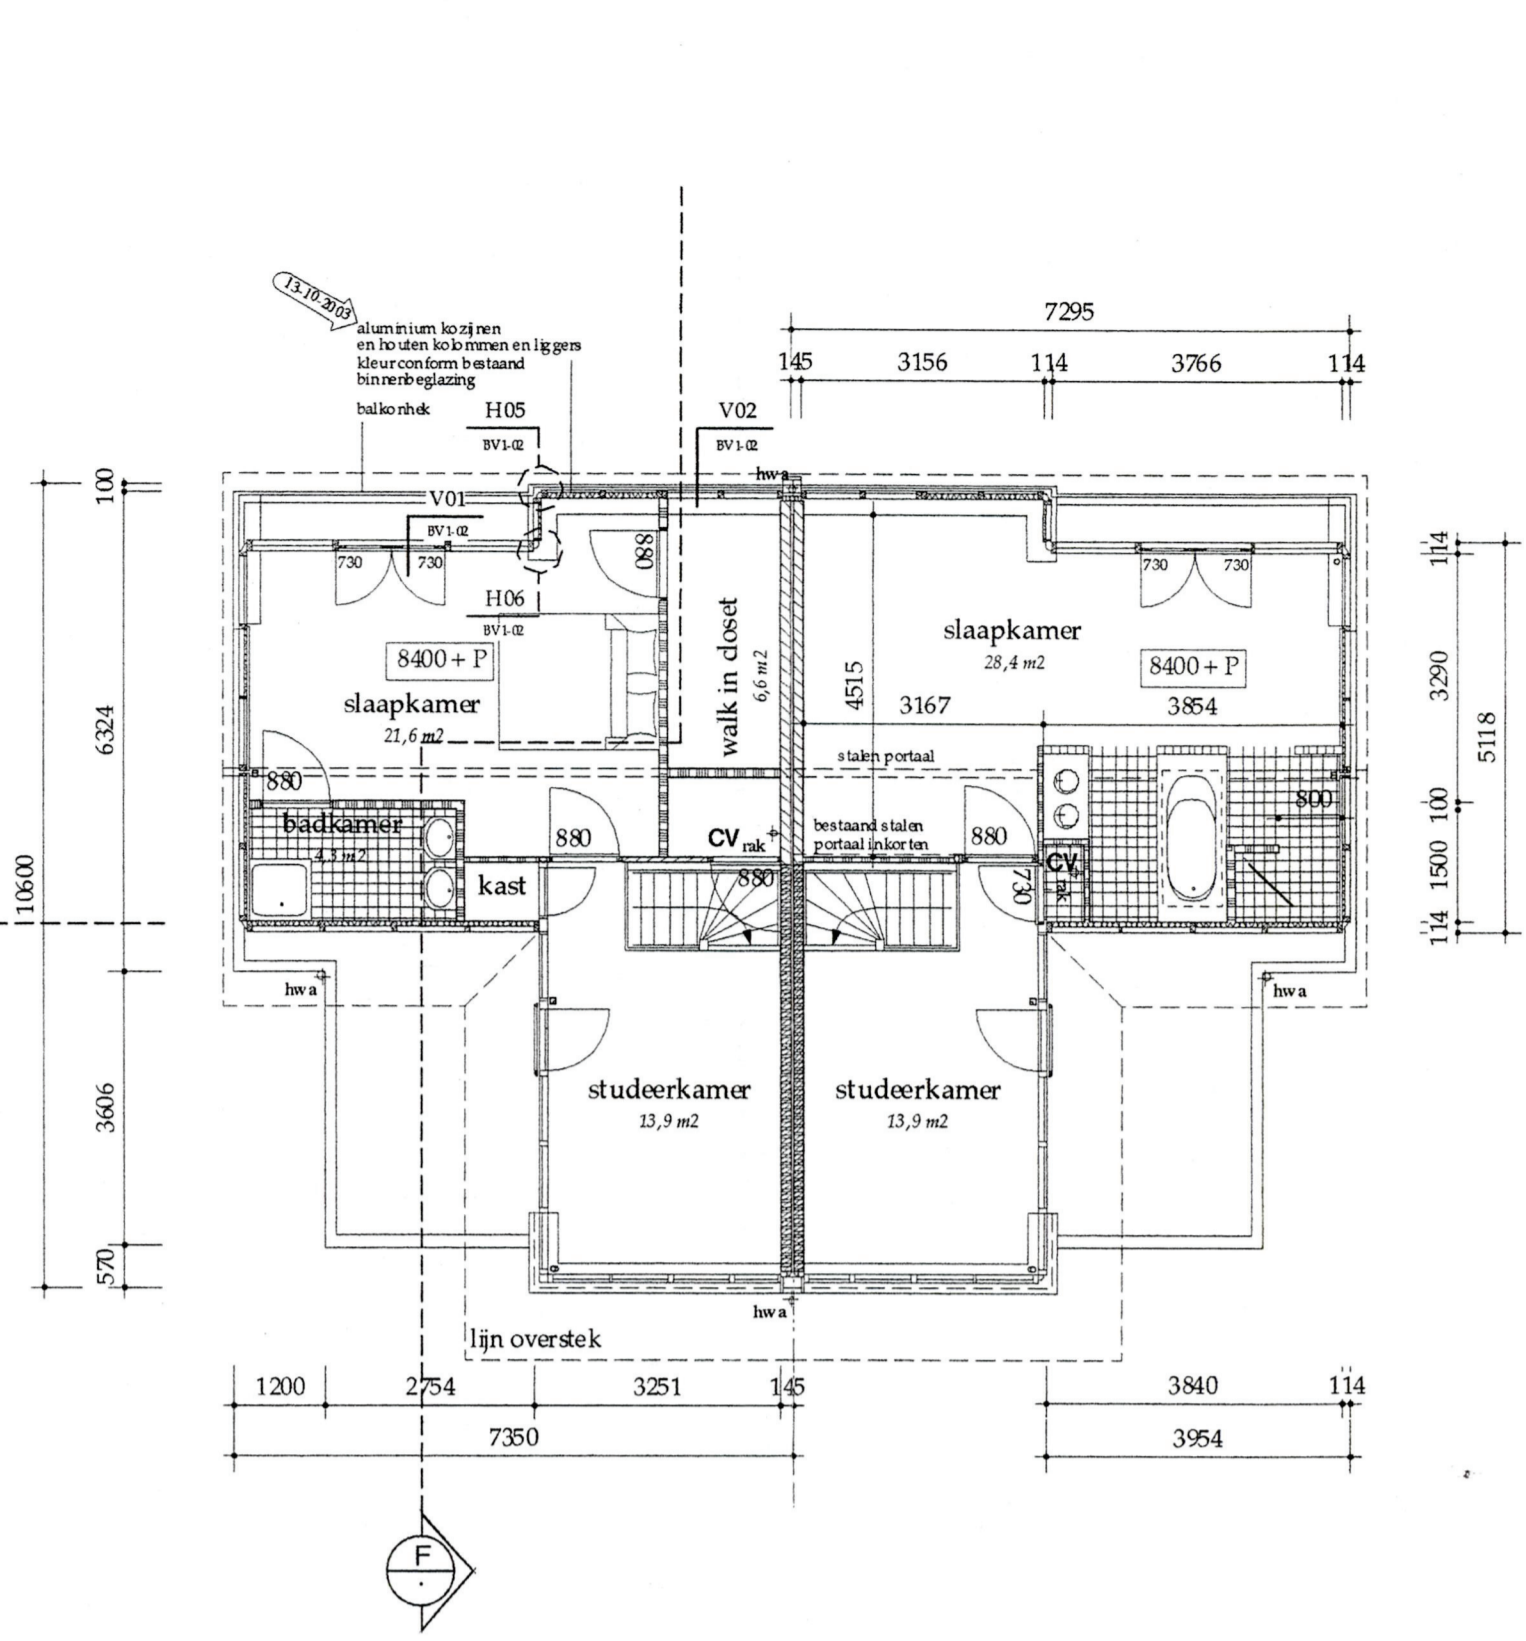 13-10-2003
aluminium kozijnen
en houten kolommen en liggers
kleur conform bestaand
binnenbeglazing
balkonhek
7295
145
3156
114
3766
114
H05
BV1-02
V02
BV1-02
hwa
100
V01
BV1-02
730
730
880
730
730
114
H06
BV1-02
8400 + P
slaapkamer
21,6 m2
walk in closet
6,6 m2
slaapkamer
28,4 m2
8400 + P
4515
3167
3854
3290
5118
6324
stalen portaal
880
800
100
badkamer
4,3 m2
880
CV rak
bestaand stalen
portaal inkorten
880
CV rak
10600
kast
880
730
1500
114
hwa
hwa
studeerkamer
13,9 m2
studeerkamer
13,9 m2
3606
570
hwa
lijn overstek
1200
2754
3251
145
3840
114
7350
3954
F